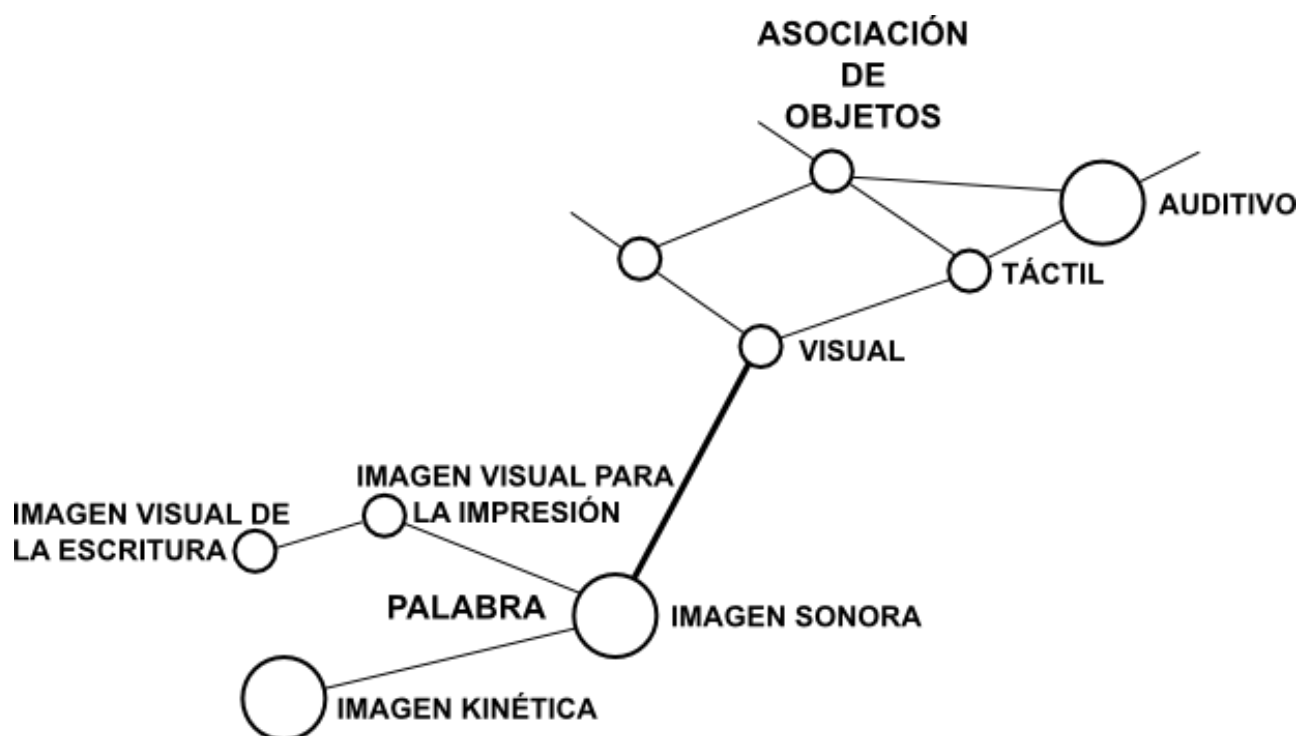 ASOCIACIÓN
DE
OBJETOS
AUDITIVO
TÁCTIL
VISUAL
IMAGEN VISUAL PARA
LA IMPRESIÓN
IMAGEN VISUAL DE
LA ESCRITURA
PALABRA
IMAGEN SONORA
IMAGEN KINÉTICA